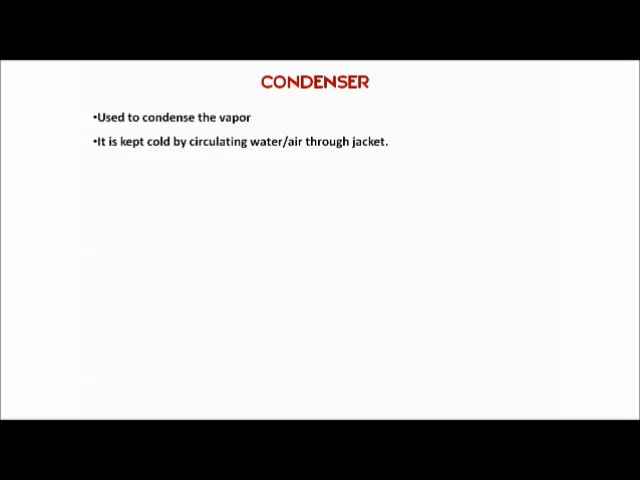 CONDENSER
•Used to condense the vapor
•It is kept cold by circulating water/air through jacket.